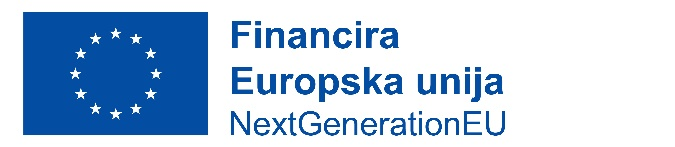 Financira
Europska unija
NextGenerationEU